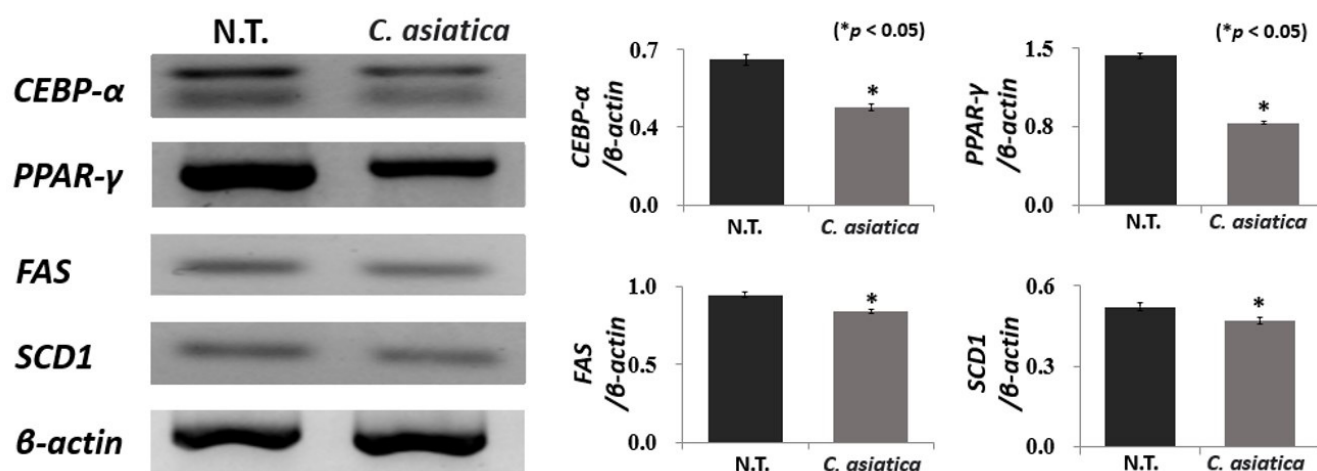 N.T. C. asiatica
CEBP-α
PPAR-γ
FAS
SCD1
β-actin
(*p < 0.05)
CEBP-α
/β-actin
0.7
0.4
0.0
*
N.T. C. asiatica
(*p < 0.05)
PPAR-γ
/β-actin
1.5
0.8
0.0
*
N.T. C. asiatica
FAS
/β-actin
1.0
0.5
0.0
*
N.T. C. asiatica
SCD1
/β-actin
0.6
0.3
0.0
*
N.T. C. asiatica